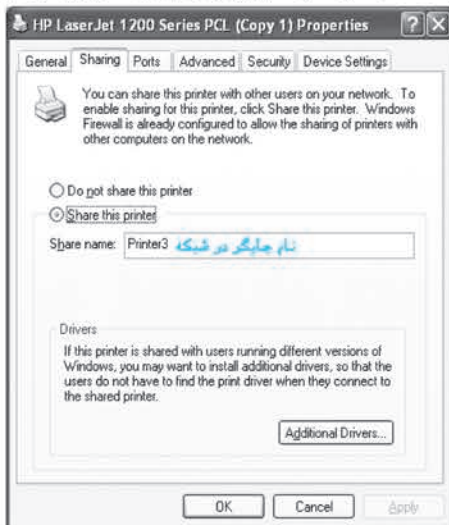 HP LaserJet 1200 Series PCL (Copy 1) Properties
General Sharing Ports Advanced Security Device Settings
You can share this printer with other users on your network. To
enable sharing for this printer, click Share this printer. Windows
Firewall is already configured to allow the sharing of printers with
other computers on the network.
Do not share this printer
Share this printer
Share name: Printer3 نام چاپگر در شبکه
Drivers
If this printer is shared with users running different versions of
Windows, you may want to install additional drivers, so that the
users do not have to find the print driver when they connect to
the shared printer.
Additional Drivers...
OK Cancel Apply